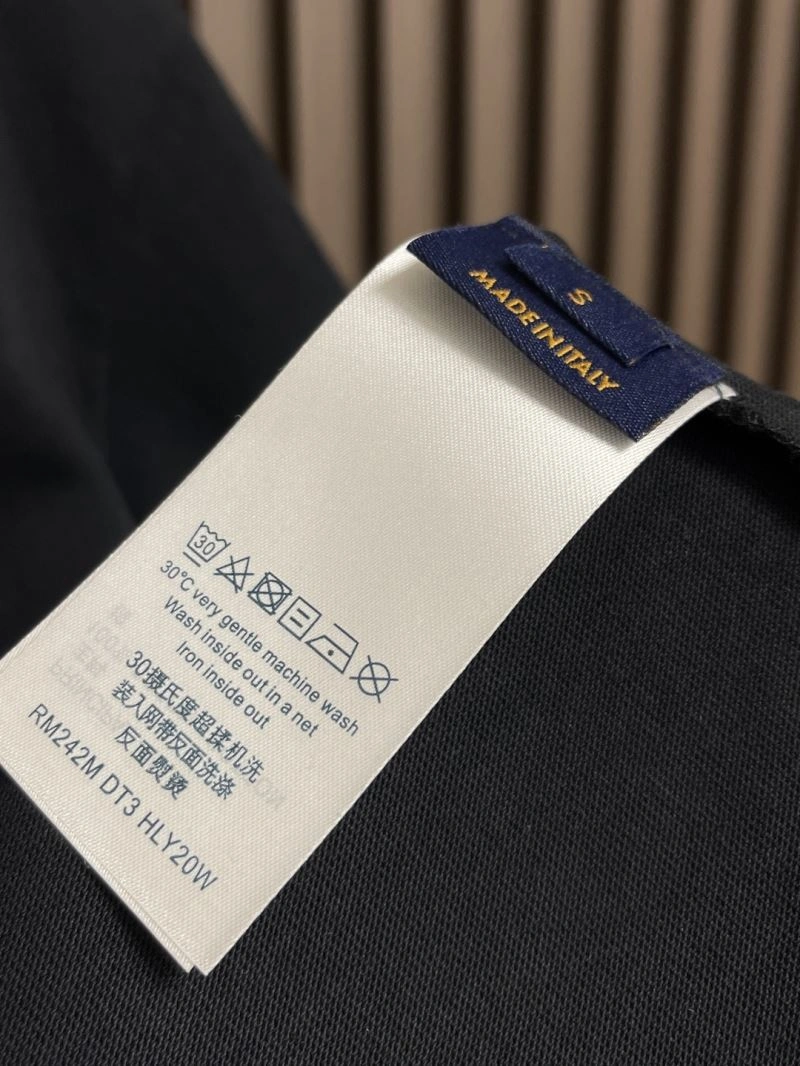 S
MADE IN ITALY
30
30°C very gentle machine wash
Wash inside out in a net
Iron inside out
30摄氏度超揉机洗
装入网带反面洗涤
反面熨烫
RM242M DT3 HLY20W